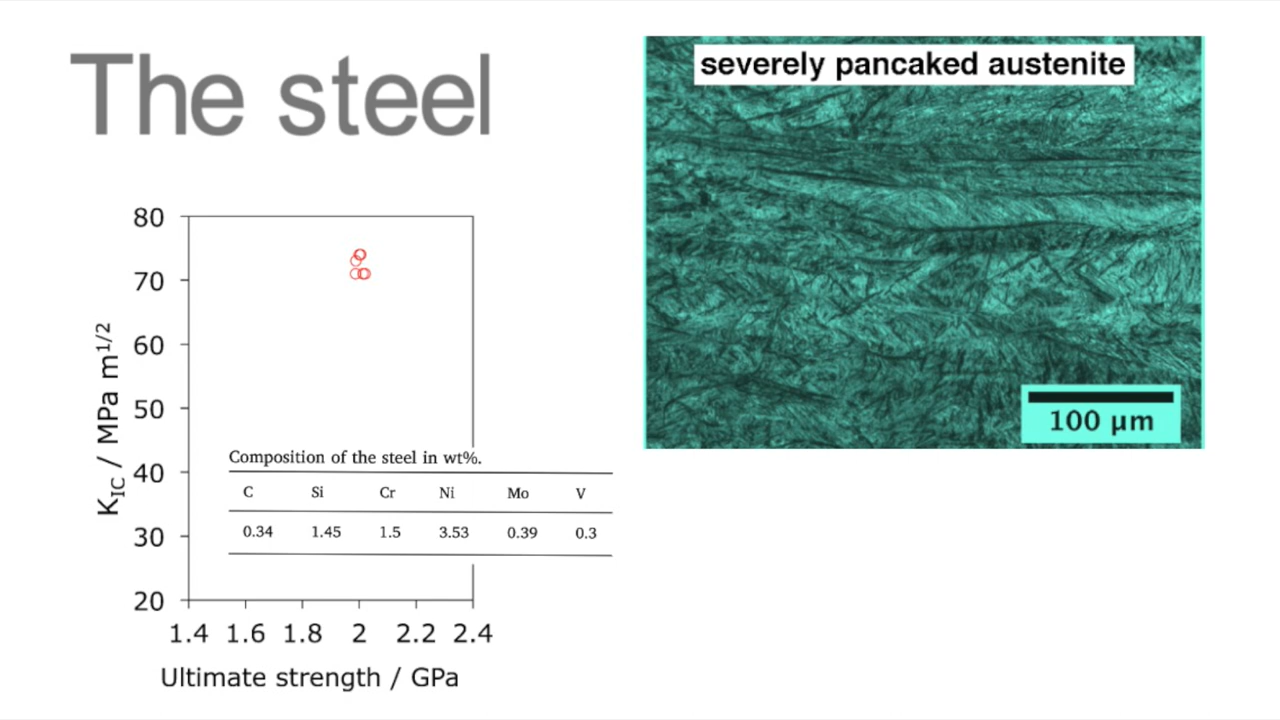 The steel
severely pancaked austenite
100 µm
80
70
60
50
40
30
20
K_IC / MPa m^1/2
Composition of the steel in wt%.
C Si Cr Ni Mo V
0.34 1.45 1.5 3.53 0.39 0.3
1.4 1.6 1.8 2 2.2 2.4
Ultimate strength / GPa